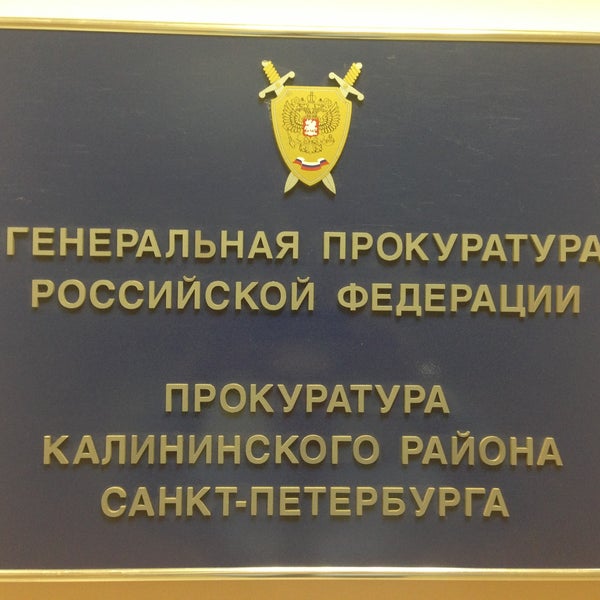 ГЕНЕРАЛЬНАЯ ПРОКУРАТУРА
РОССИЙСКОЙ ФЕДЕРАЦИИ
ПРОКУРАТУРА
КАЛИНИНСКОГО РАЙОНА
САНКТ-ПЕТЕРБУРГА